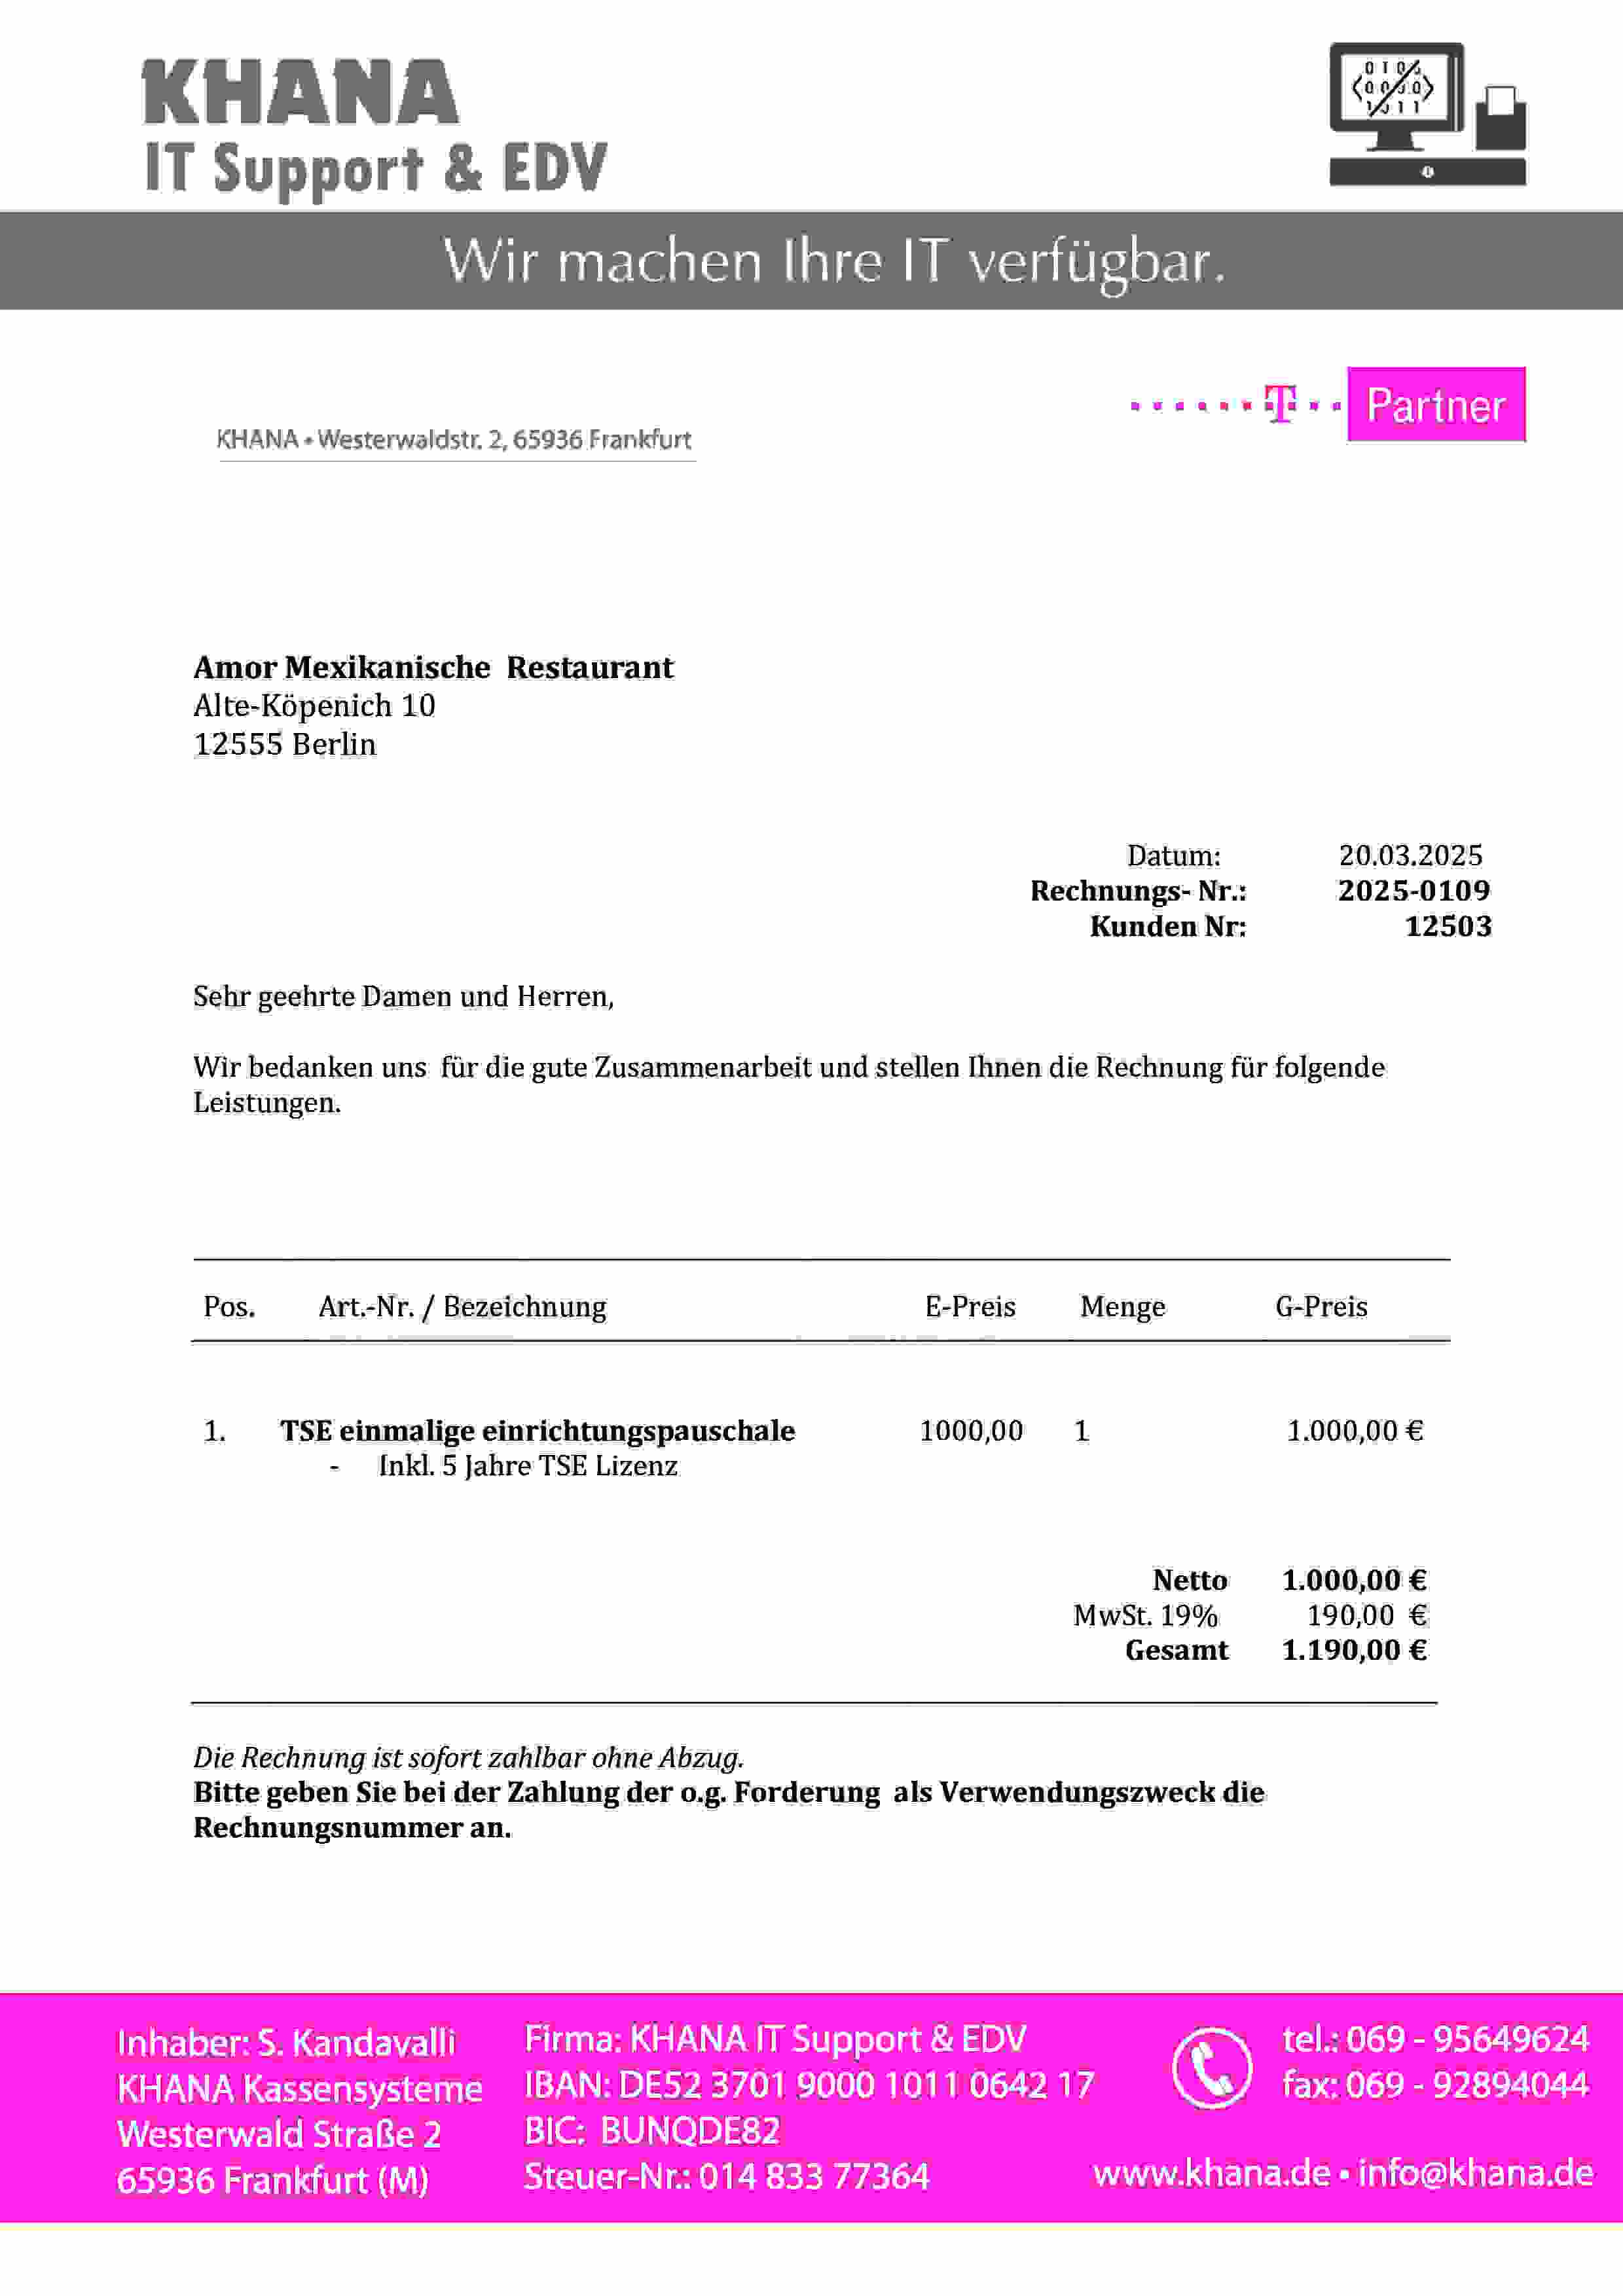 KHANA
IT Support & EDV
Wir machen Ihre IT verfügbar.
T Partner
KHANA • Westerwaldstr. 2, 65936 Frankfurt
Amor Mexikanische Restaurant
Alte-Köpenich 10
12555 Berlin
Datum: 20.03.2025
Rechnungs- Nr.: 2025-0109
Kunden Nr: 12503
Sehr geehrte Damen und Herren,
Wir bedanken uns für die gute Zusammenarbeit und stellen Ihnen die Rechnung für folgende
Leistungen.
Pos. Art.-Nr. / Bezeichnung E-Preis Menge G-Preis
1. TSE einmalige einrichtungspauschale 1000,00 1 1.000,00 €
- Inkl. 5 Jahre TSE Lizenz
Netto 1.000,00 €
MwSt. 19% 190,00 €
Gesamt 1.190,00 €
Die Rechnung ist sofort zahlbar ohne Abzug.
Bitte geben Sie bei der Zahlung der o.g. Forderung als Verwendungszweck die
Rechnungsnummer an.
Inhaber: S. Kandavalli
KHANA Kassensysteme
Westerwald Straße 2
65936 Frankfurt (M)
Firma: KHANA IT Support & EDV
IBAN: DE52 3701 9000 1011 0642 17
BIC: BUNQDE82
Steuer-Nr.: 014 833 77364
tel.: 069 - 95649624
fax: 069 - 92894044
www.khana.de • info@khana.de